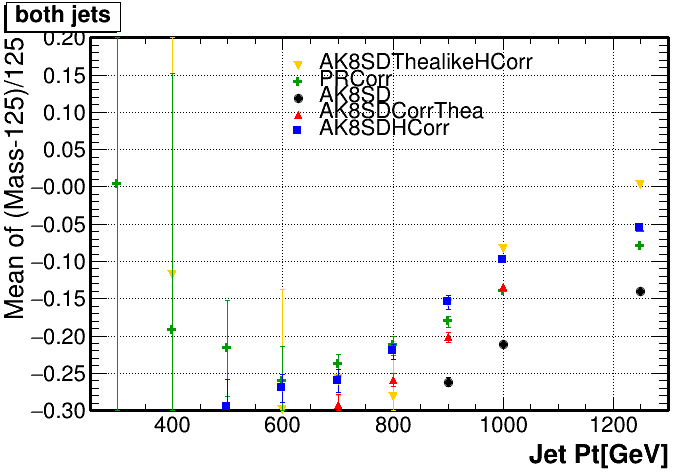 both jets
Mean of (Mass-125)/125
0.20
0.15
0.10
0.05
−0.00
−0.05
−0.10
−0.15
−0.20
−0.25
−0.30
AK8SDThealikeHCorr
PRCorr
AK8SD
AK8SDCorrThea
AK8SDHCorr
400 600 800 1000 1200
Jet Pt[GeV]